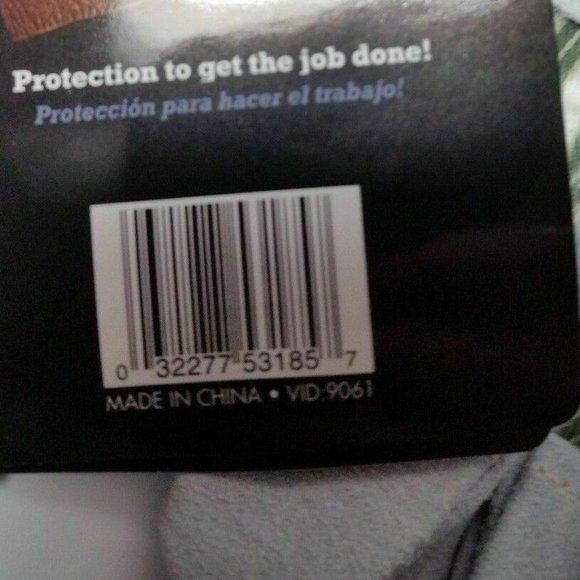 Protection to get the job done!
Protección para hacer el trabajo!
0 32277 53185 7
MADE IN CHINA • VID:9061